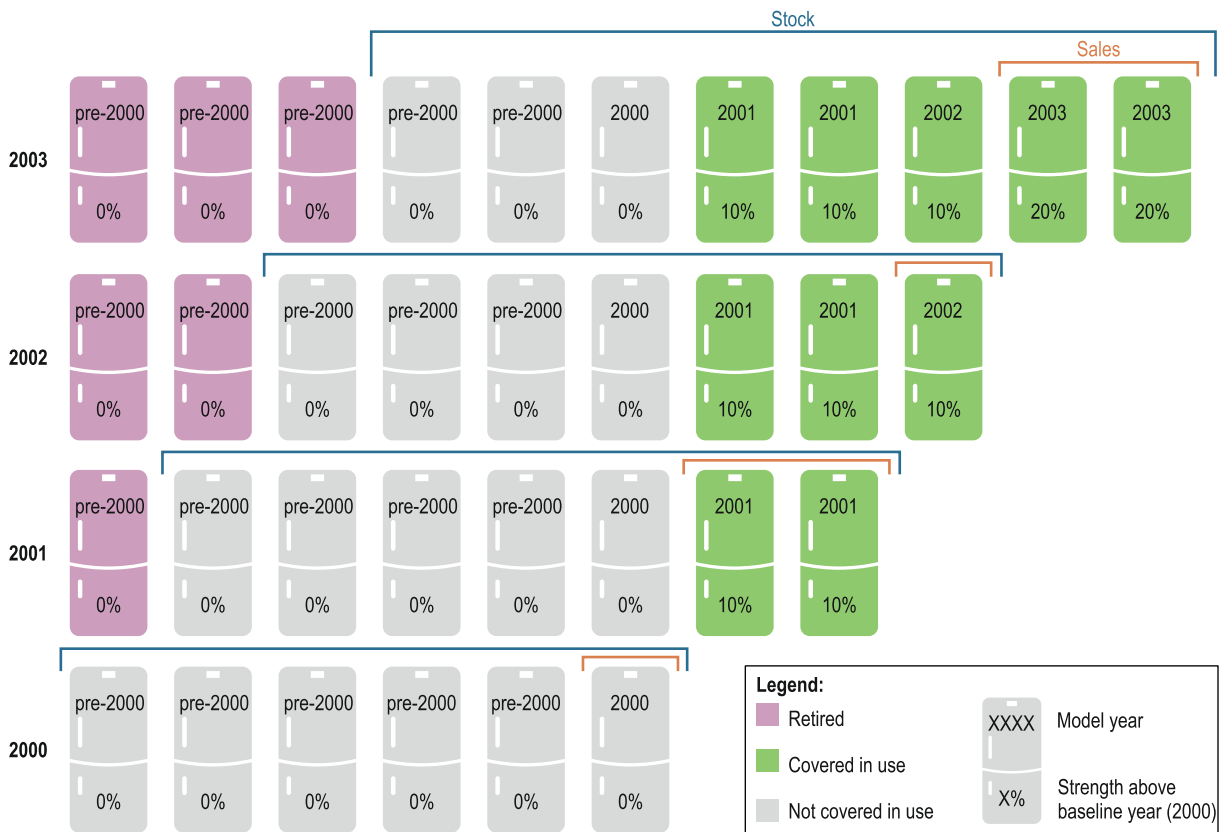 Stock
Sales
2003
pre-2000 pre-2000 pre-2000 pre-2000 pre-2000 2000 2001 2001 2002 2003 2003
0% 0% 0% 0% 0% 0% 10% 10% 10% 20% 20%
2002
pre-2000 pre-2000 pre-2000 pre-2000 pre-2000 2000 2001 2001 2002
0% 0% 0% 0% 0% 0% 10% 10% 10%
2001
pre-2000 pre-2000 pre-2000 pre-2000 pre-2000 2000 2001 2001
0% 0% 0% 0% 0% 0% 10% 10%
2000
pre-2000 pre-2000 pre-2000 pre-2000 pre-2000 2000
0% 0% 0% 0% 0% 0%
Legend:
Retired
Covered in use
Not covered in use
XXXX Model year
X% Strength above
baseline year (2000)